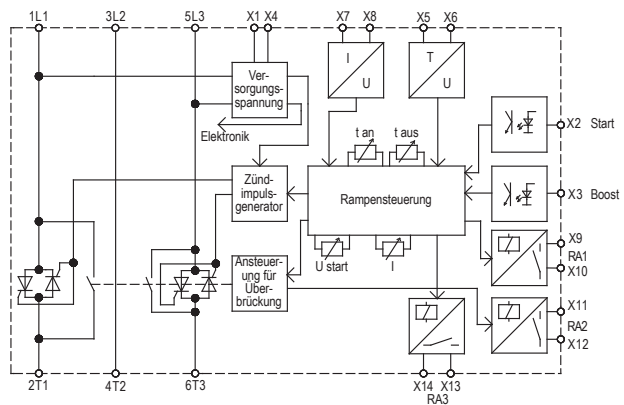 1L1 3L2 5L3 X1 X4 X7 X8 X5 X6
I
U
T
U
Ver-
sorgungs-
spannung
Elektronik
t an
t aus
X2 Start
Zünd-
impuls-
generator
Rampensteuerung
X3 Boost
U start
I
Ansteuer-
ung für
Über-
brückung
X9
RA1
X10
X11
RA2
X12
2T1 4T2 6T3 X14 X13
RA3